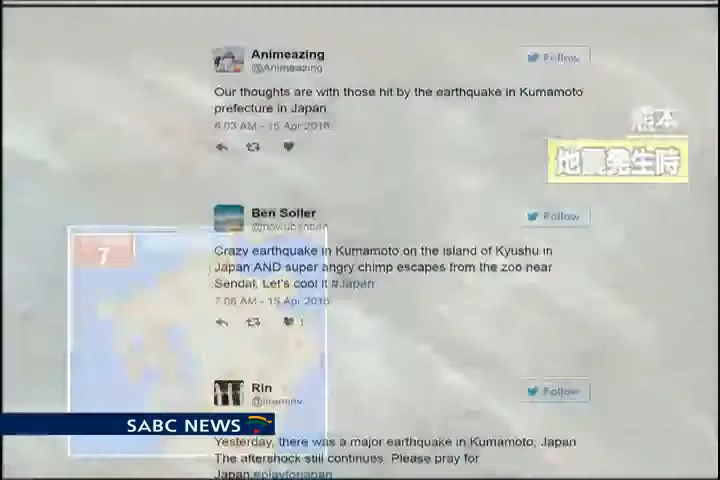 Animeazing
@Animeazing
Follow
Our thoughts are with those hit by the earthquake in Kumamoto
prefecture in Japan
6:03 AM - 15 Apr 2016
熊本
地震発生時
Ben Soller
Follow
Crazy earthquake in Kumamoto on the island of Kyushu in
Japan AND super angry chimp escapes from the zoo near
Sendai, Let's cool it #Japan
7:06 AM - 15 Apr 2016
1
7
Rin
Follow
SABC NEWS
Yesterday, there was a major earthquake in Kumamoto, Japan
The aftershock still continues. Please pray for
Japan.#prayforjapan